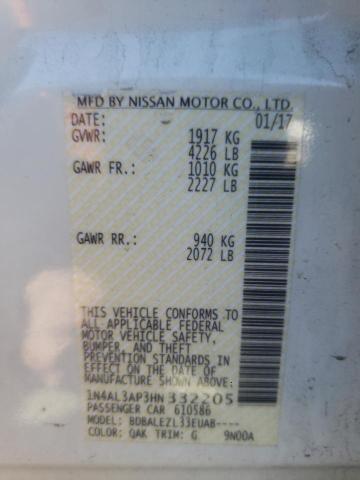 MFD BY NISSAN MOTOR CO., LTD.
DATE: 01/17
GVWR: 1917 KG
4226 LB
GAWR FR.: 1010 KG
2227 LB
GAWR RR.: 940 KG
2072 LB
THIS VEHICLE CONFORMS TO
ALL APPLICABLE FEDERAL
MOTOR VEHICLE SAFETY,
BUMPER, AND THEFT
PREVENTION STANDARDS IN
EFFECT ON THE DATE OF
MANUFACTURE SHOWN ABOVE:
1N4AL3AP3HN332205
PASSENGER CAR 610586
MODEL: BDBALEZL33EUAB----
COLOR: QAK TRIM: G 9N00A